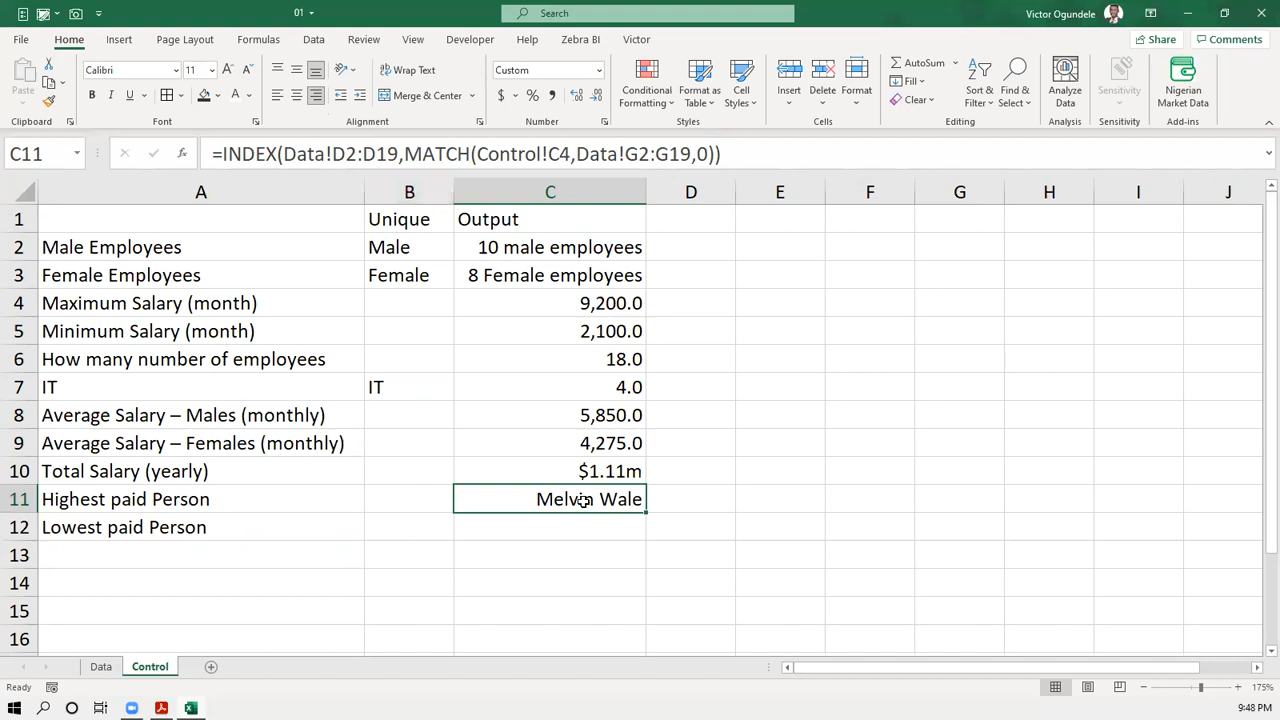 01
Search
Victor Ogundele
File Home Insert Page Layout Formulas Data Review View Developer Help Zebra BI Victor Share Comments
Paste
Calibri 11
Wrap Text
Merge & Center
Custom
Conditional Formatting
Format as Table
Cell Styles
Insert Delete Format
AutoSum
Fill
Clear
Sort & Filter
Find & Select
Analyze Data
Sensitivity
Nigerian Market Data
Clipboard Font Alignment Number Styles Cells Editing Analysis Sensitivity Add-ins
C11 =INDEX(Data!D2:D19,MATCH(Control!C4,Data!G2:G19,0))
A B C D E F G H I J
1 Unique Output
2 Male Employees Male 10 male employees
3 Female Employees Female 8 Female employees
4 Maximum Salary (month) 9,200.0
5 Minimum Salary (month) 2,100.0
6 How many number of employees 18.0
7 IT IT 4.0
8 Average Salary – Males (monthly) 5,850.0
9 Average Salary – Females (monthly) 4,275.0
10 Total Salary (yearly) $1.11m
11 Highest paid Person Melvin Wale
12 Lowest paid Person
13
14
15
16
Data Control
Ready 175%
9:48 PM